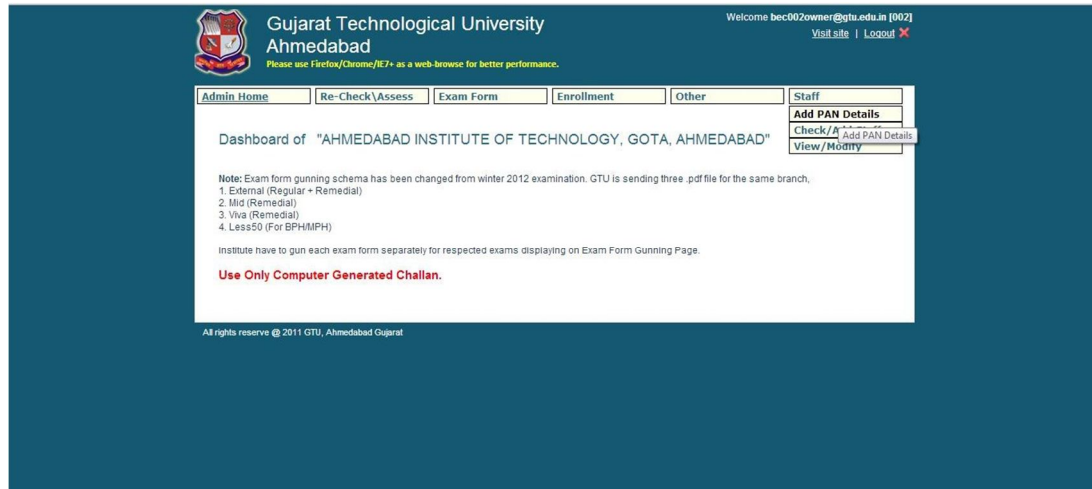 Gujarat Technological University
Ahmedabad
Please use Firefox/Chrome/IE7+ as a web-browse for better performance.
Welcome bec002owner@gtu.edu.in [002]
Visit site | Logout
Admin Home Re-Check\Assess Exam Form Enrollment Other Staff
Add PAN Details
Check/Add
Add PAN Details
View/Modify
Dashboard of "AHMEDABAD INSTITUTE OF TECHNOLOGY, GOTA, AHMEDABAD"
Note: Exam form gunning schema has been changed from winter 2012 examination. GTU is sending three .pdf file for the same branch,
1. External (Regular + Remedial)
2. Mid (Remedial)
3. Viva (Remedial)
4. Less50 (For BPH/MPH)
Institute have to gun each exam form separately for respected exams displaying on Exam Form Gunning Page.
Use Only Computer Generated Challan.
All rights reserve @ 2011 GTU, Ahmedabad Gujarat